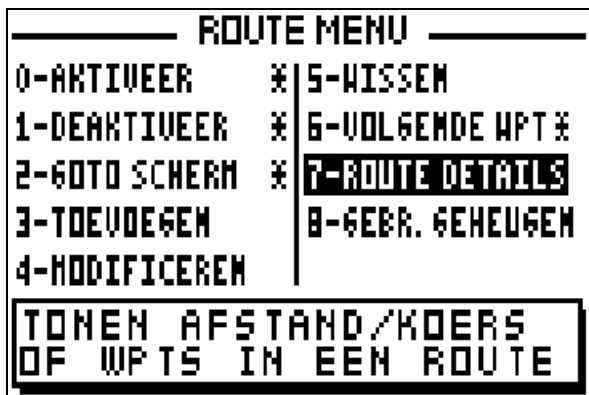 ROUTE MENU
0-AKTIVEER *
1-DEAKTIVEER *
2-GOTO SCHERM *
3-TOEVOEGEN
4-MODIFICEREN
5-WISSEN
6-VOLGENDE WPT*
7-ROUTE DETAILS
8-GEBR. GEHEUGEN
TONEN AFSTAND/KOERS
OF WPTS IN EEN ROUTE